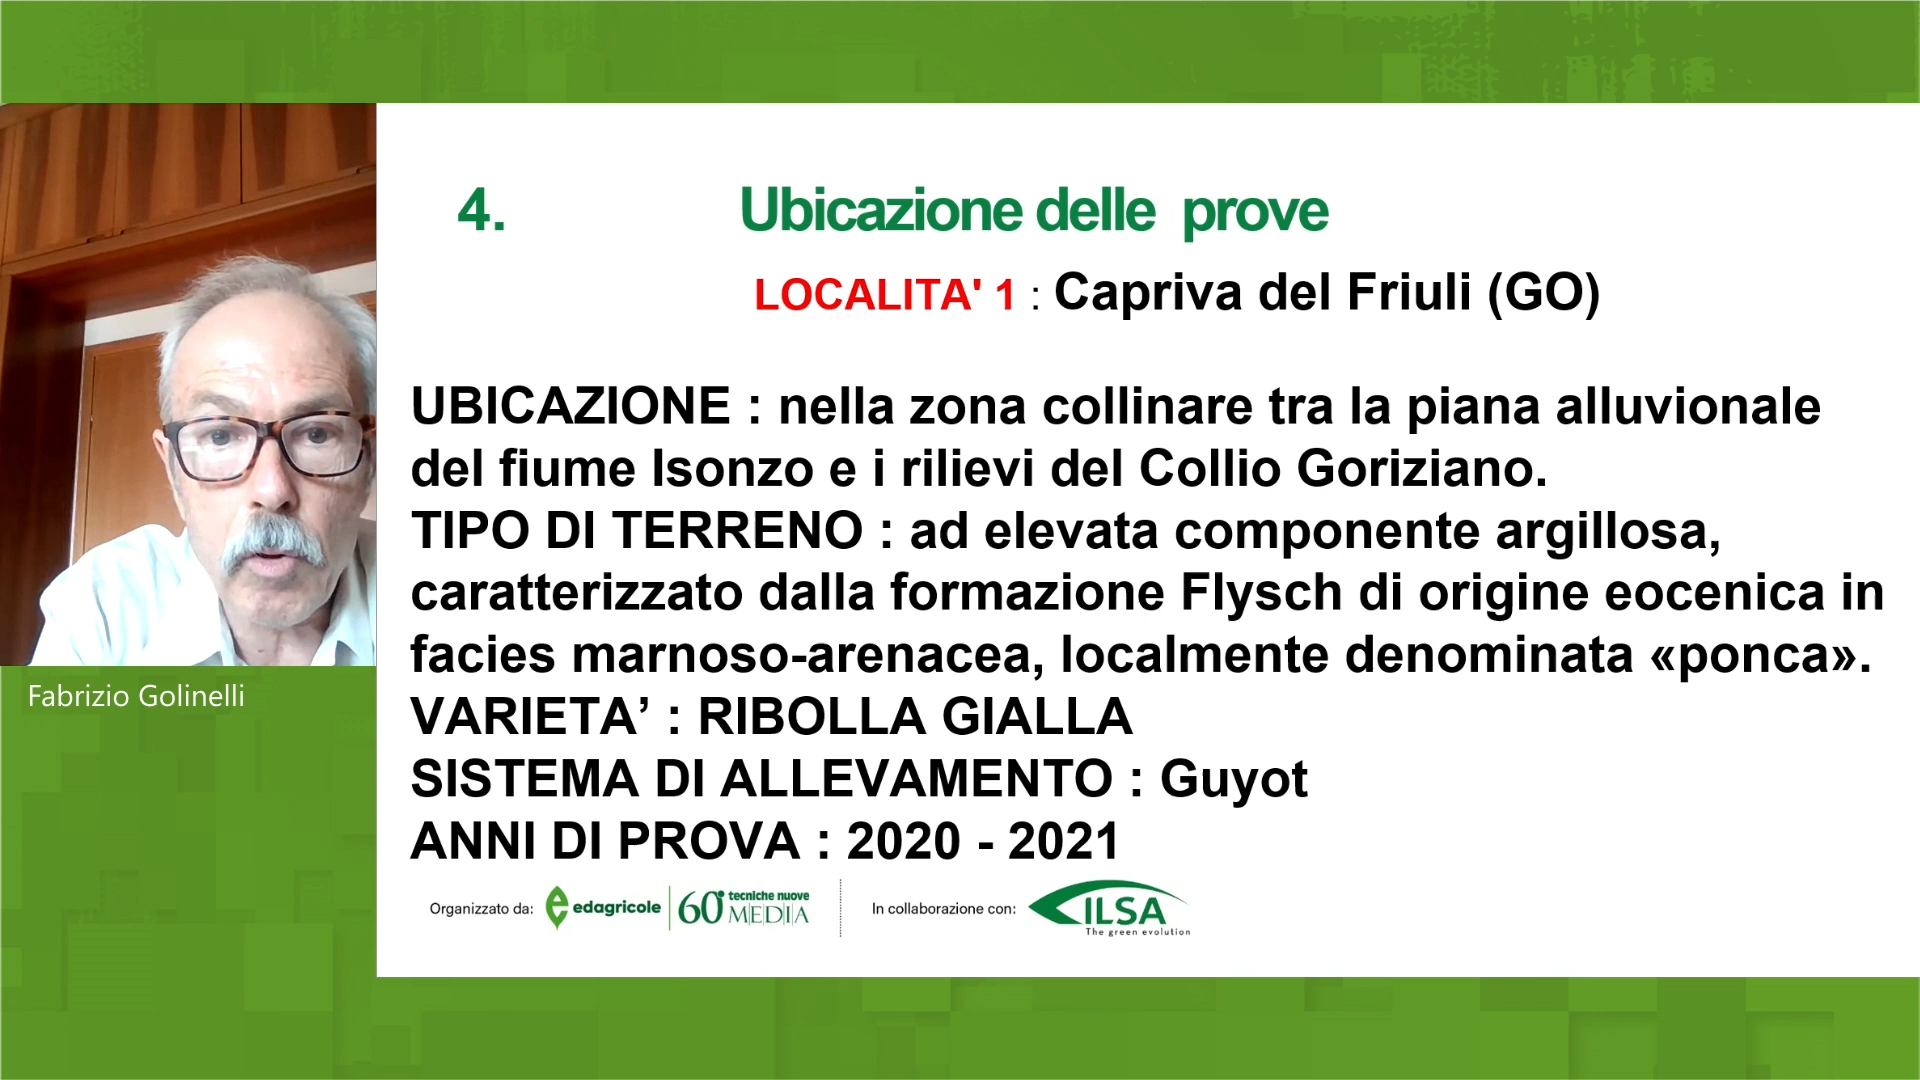 4. Ubicazione delle prove
LOCALITA' 1 : Capriva del Friuli (GO)
UBICAZIONE : nella zona collinare tra la piana alluvionale
del fiume Isonzo e i rilievi del Collio Goriziano.
TIPO DI TERRENO : ad elevata componente argillosa,
caratterizzato dalla formazione Flysch di origine eocenica in
facies marnoso-arenacea, localmente denominata «ponca».
VARIETA’ : RIBOLLA GIALLA
SISTEMA DI ALLEVAMENTO : Guyot
ANNI DI PROVA : 2020 - 2021
Fabrizio Golinelli
Organizzato da: edagricole 60° tecniche nuove MEDIA In collaborazione con: ILSA
The green evolution